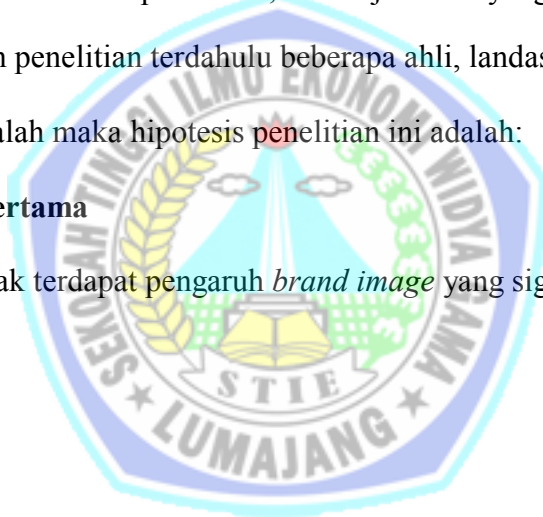 n penelitian terdahulu beberapa ahli, landas
alah maka hipotesis penelitian ini adalah:
ertama
ak terdapat pengaruh brand image yang sig
SEKOLAH TINGGI ILMU EKONOMI WIDYA GAMA
STIE
LUMAJANG